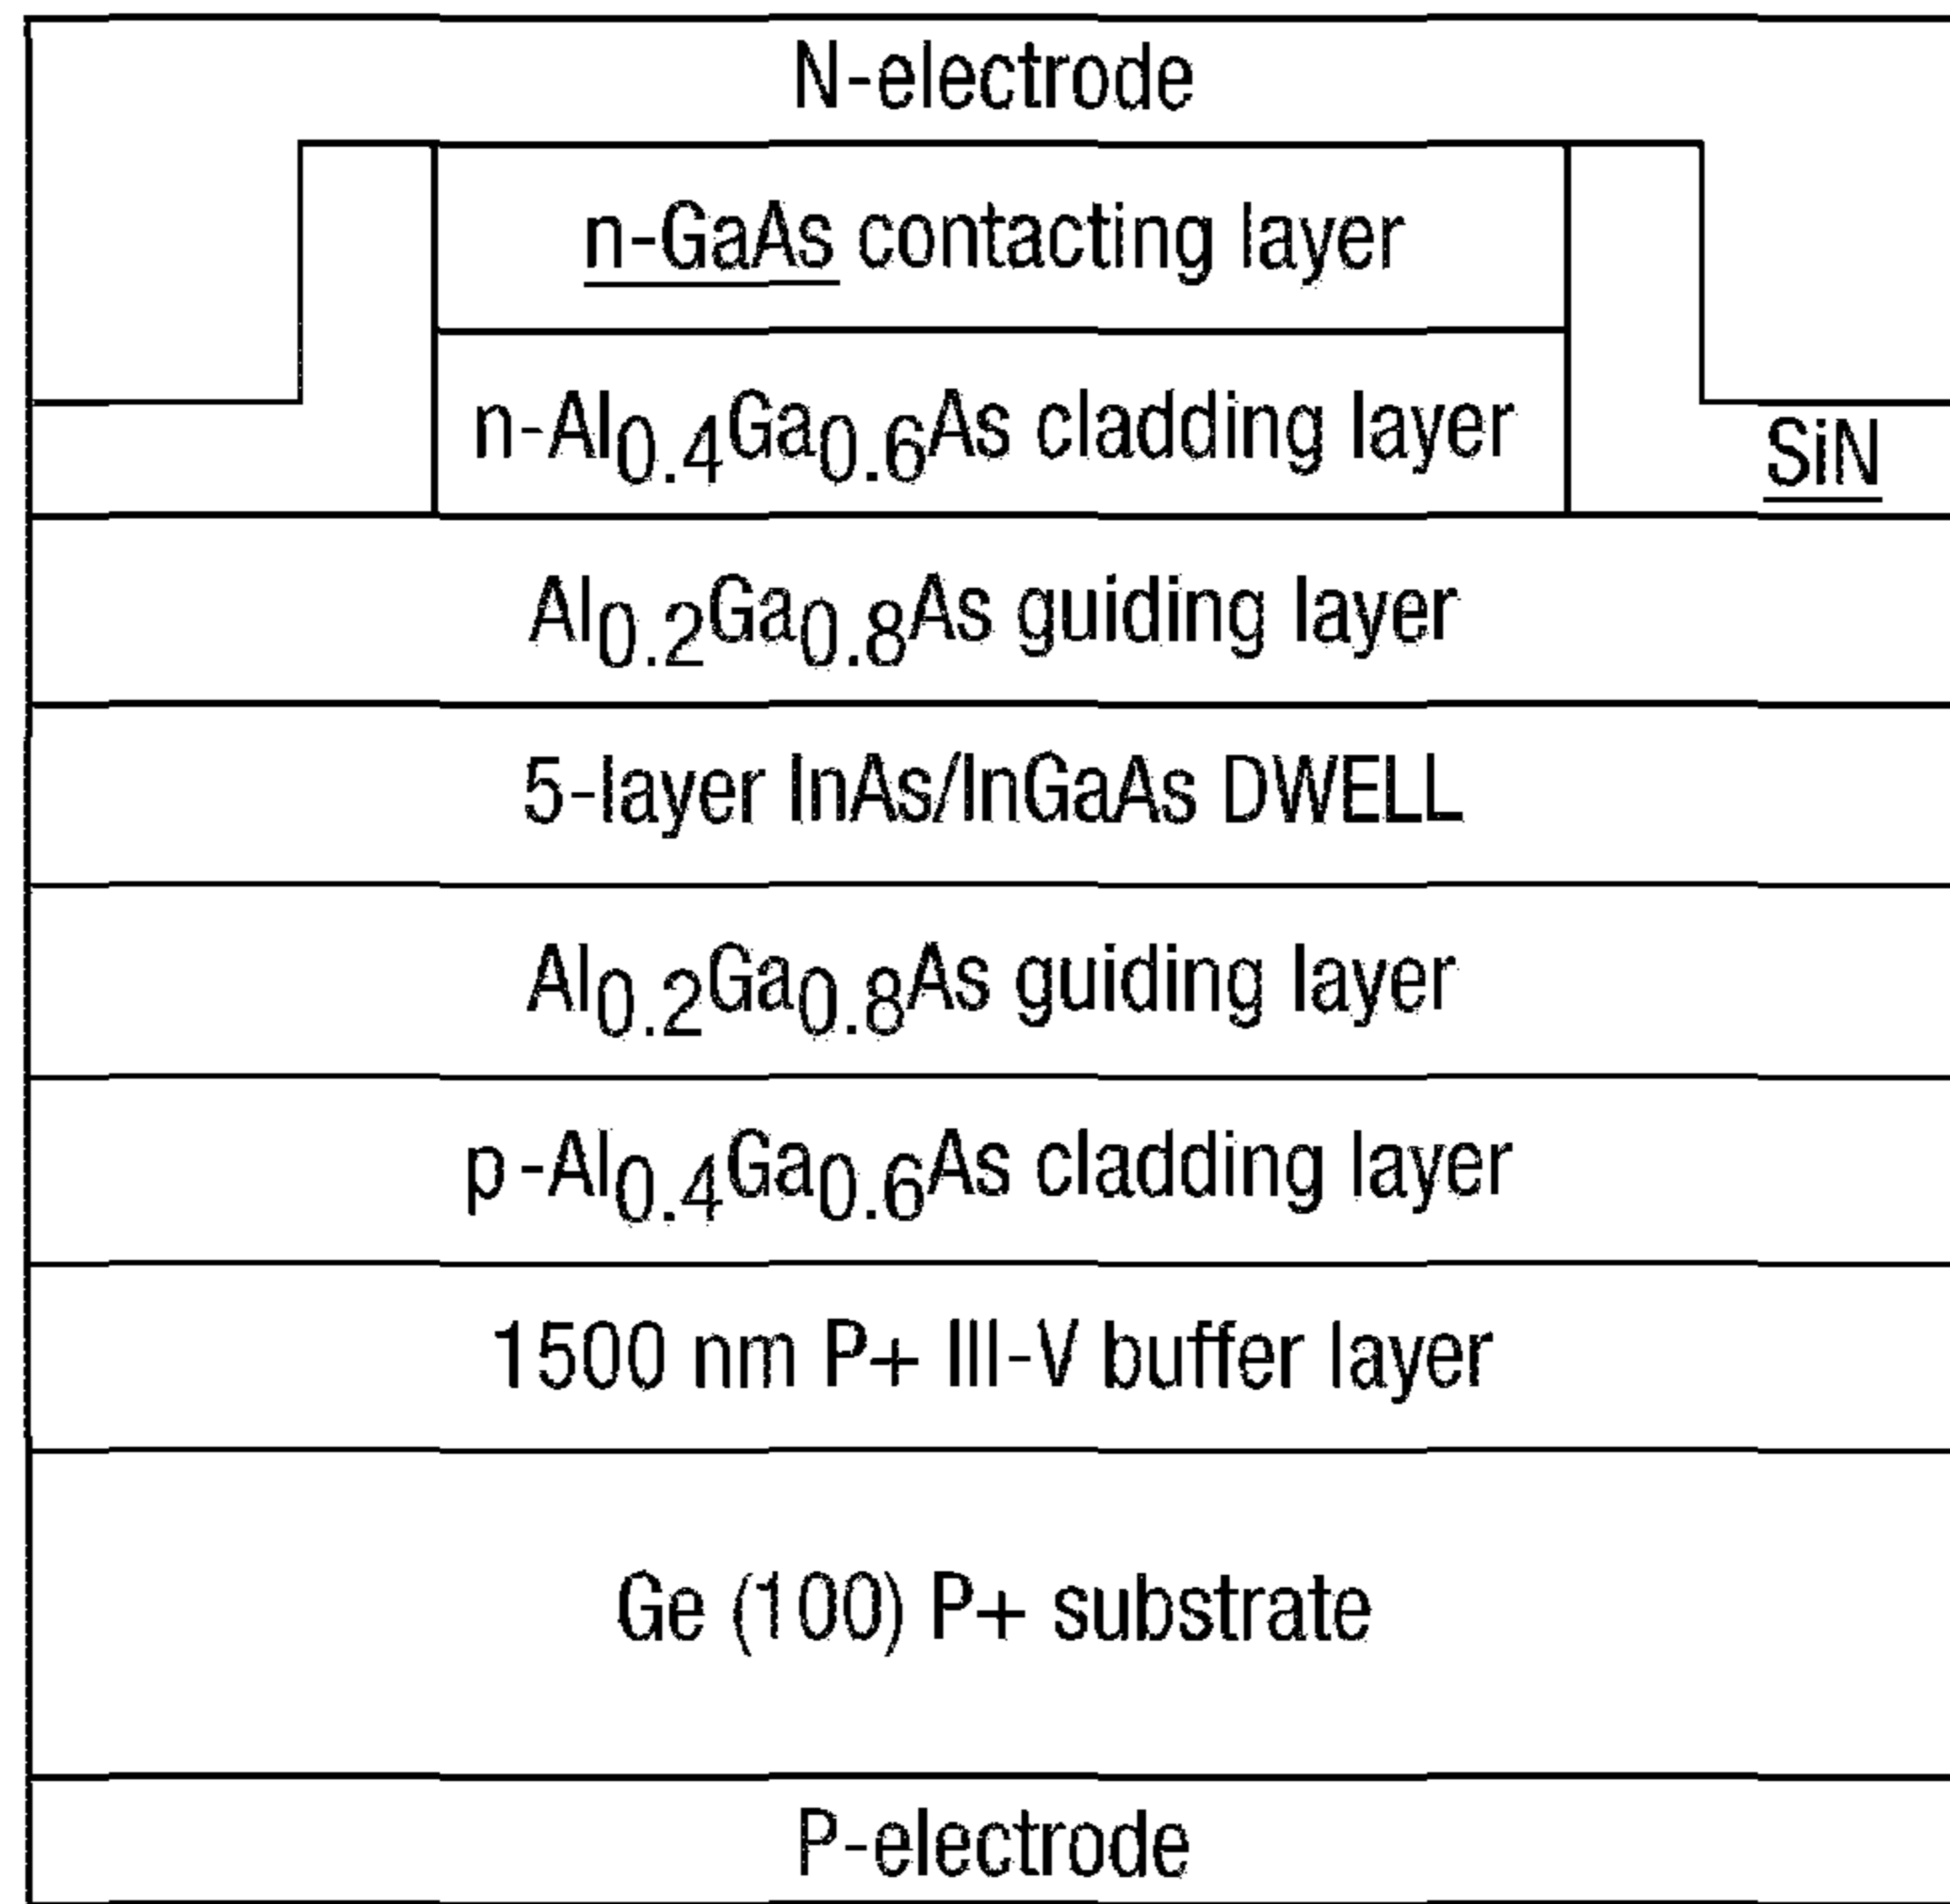 N-electrode
n-GaAs contacting layer
n-Al0.4Ga0.6As cladding layer
SiN
Al0.2Ga0.8As guiding layer
5-layer InAs/InGaAs DWELL
Al0.2Ga0.8As guiding layer
p-Al0.4Ga0.6As cladding layer
1500 nm P+ III-V buffer layer
Ge (100) P+ substrate
P-electrode